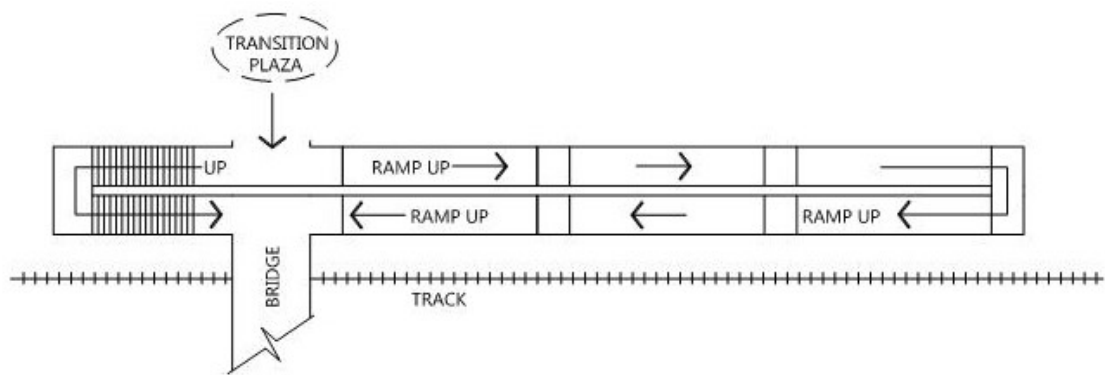 TRANSITION
PLAZA
UP
RAMP UP
RAMP UP
RAMP UP
BRIDGE
TRACK